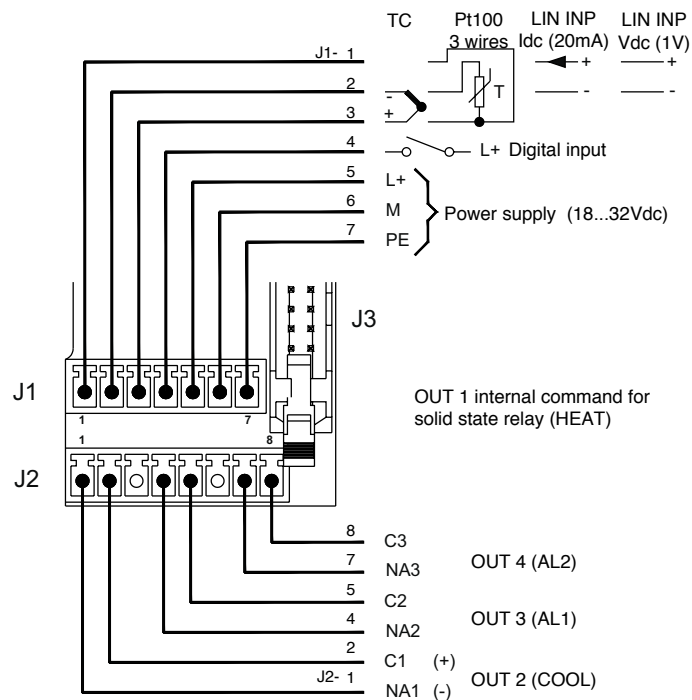 TC Pt100 LIN INP LIN INP
3 wires Idc (20mA) Vdc (1V)
J1- 1 + +
2 - - -
3 + T
4 L+ Digital input
5 L+
6 M Power supply (18...32Vdc)
7 PE
J3
J1
OUT 1 internal command for
solid state relay (HEAT)
1 7
1 8
J2
8 C3
7 NA3 OUT 4 (AL2)
5 C2
4 NA2 OUT 3 (AL1)
2 C1 (+)
J2- 1 NA1 (-) OUT 2 (COOL)